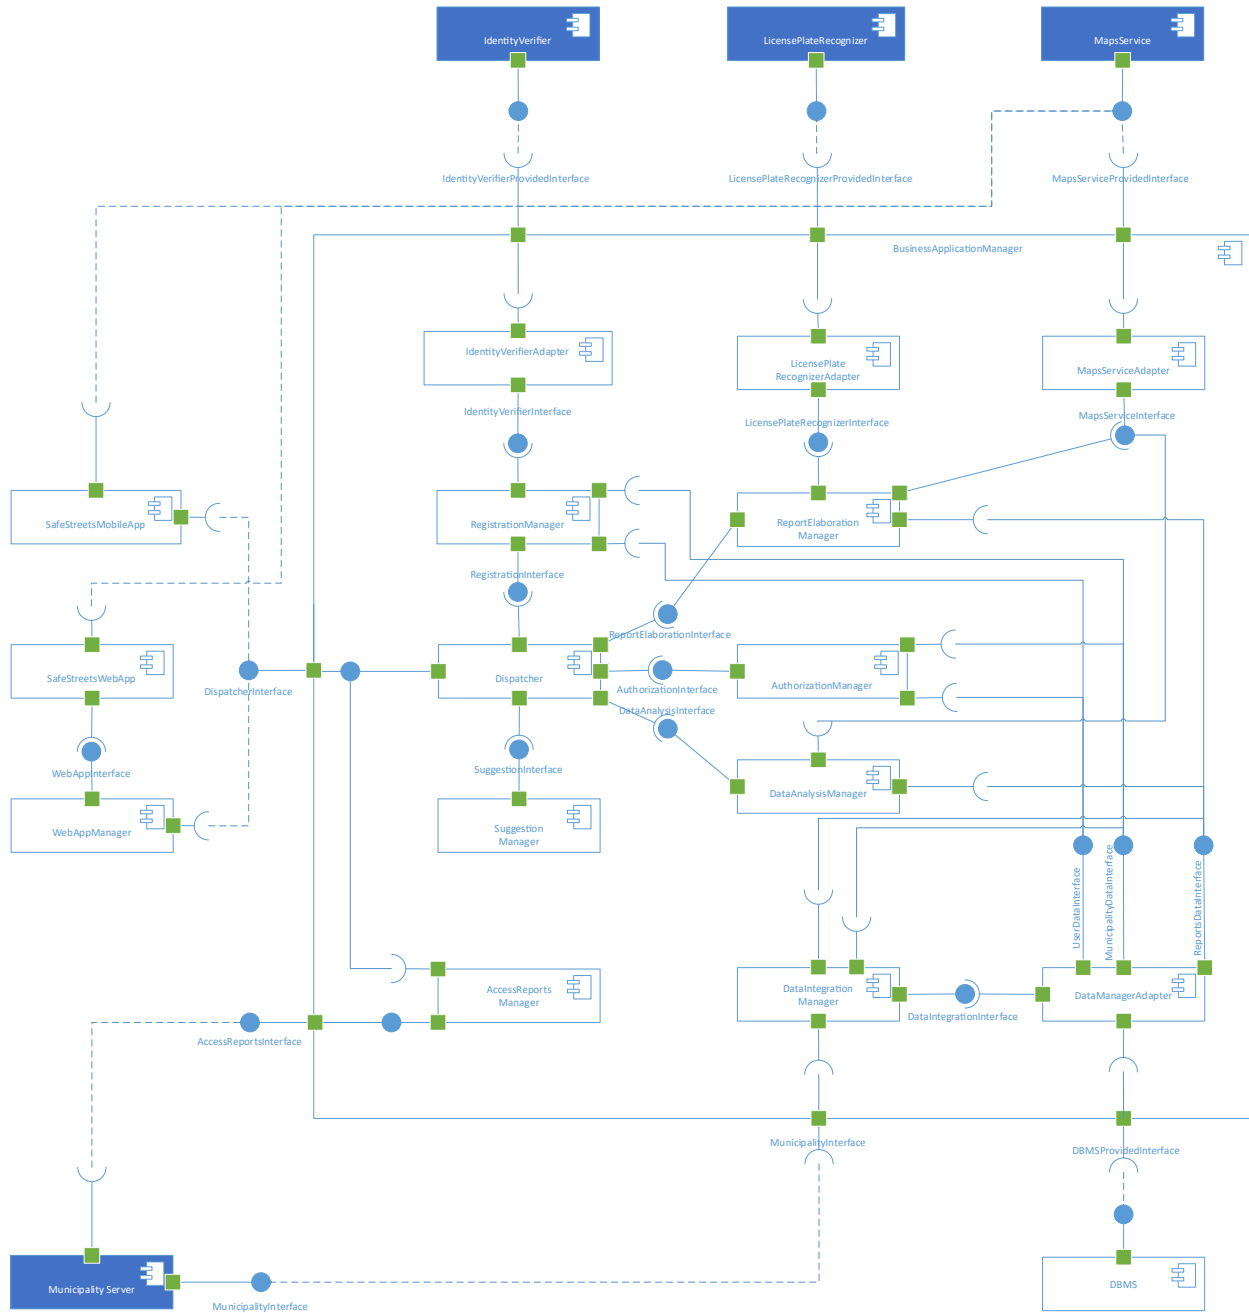 IdentityVerifier
LicensePlateRecognizer
MapsService
IdentityVerifierProvidedInterface
LicensePlateRecognizerProvidedInterface
MapsServiceProvidedInterface
BusinessApplicationManager
IdentityVerifierAdapter
LicensePlate
RecognizerAdapter
MapsServiceAdapter
IdentityVerifierInterface
LicensePlateRecognizerInterface
MapsServiceInterface
SafeStreetsMobileApp
RegistrationManager
ReportElaboration
Manager
RegistrationInterface
ReportElaborationInterface
SafeStreetsWebApp
DispatcherInterface
Dispatcher
AuthorizationInterface
AuthorizationManager
DataAnalysisInterface
WebAppInterface
SuggestionInterface
DataAnalysisManager
WebAppManager
Suggestion
Manager
UserDataInterface
MunicipalityDataInterface
ReportsDataInterface
AccessReports
Manager
DataIntegration
Manager
DataManagerAdapter
DataIntegrationInterface
AccessReportsInterface
MunicipalityInterface
DBMSProvidedInterface
Municipality Server
MunicipalityInterface
DBMS